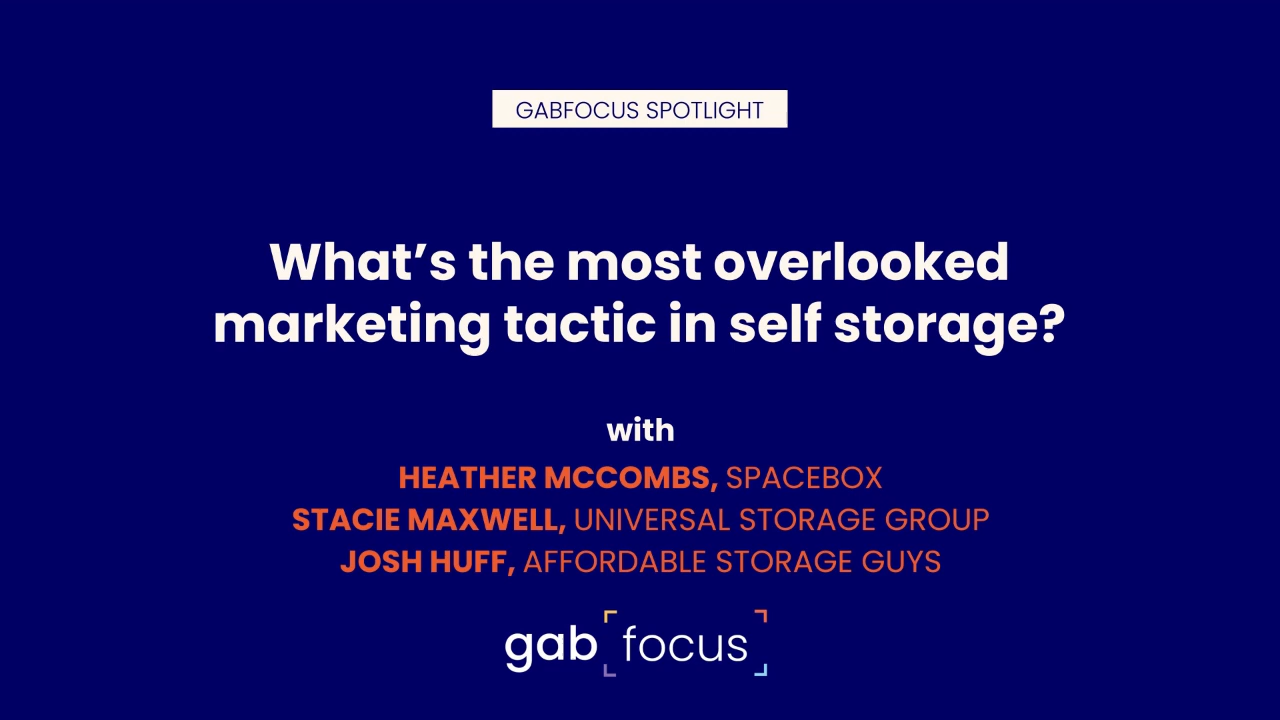 GABFOCUS SPOTLIGHT
What’s the most overlooked
marketing tactic in self storage?
with
HEATHER MCCOMBS, SPACEBOX
STACIE MAXWELL, UNIVERSAL STORAGE GROUP
JOSH HUFF, AFFORDABLE STORAGE GUYS
gab focus